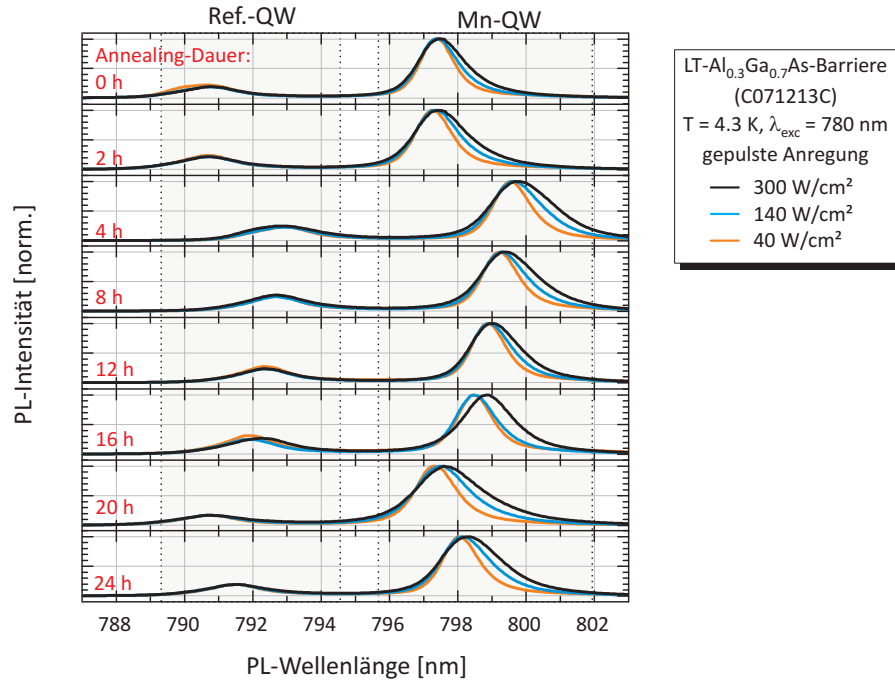 Ref.-QW
Mn-QW
Annealing-Dauer:
0 h
2 h
4 h
8 h
12 h
16 h
20 h
24 h
PL-Intensität [norm.]
788 790 792 794 796 798 800 802
PL-Wellenlänge [nm]
LT-Al0.3Ga0.7As-Barriere
(C071213C)
T = 4.3 K, λexc = 780 nm
gepulste Anregung
300 W/cm²
140 W/cm²
40 W/cm²